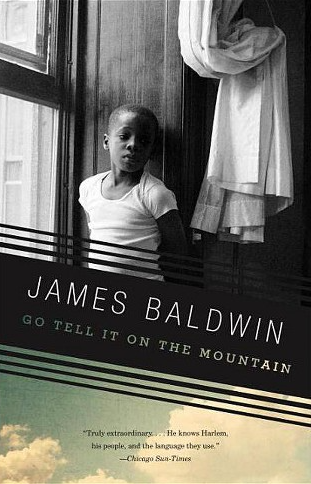 JAMES BALDWIN
GO TELL IT ON THE MOUNTAIN
“Truly extraordinary. . . . He knows Harlem,
his people, and the language they use.”
—Chicago Sun-Times